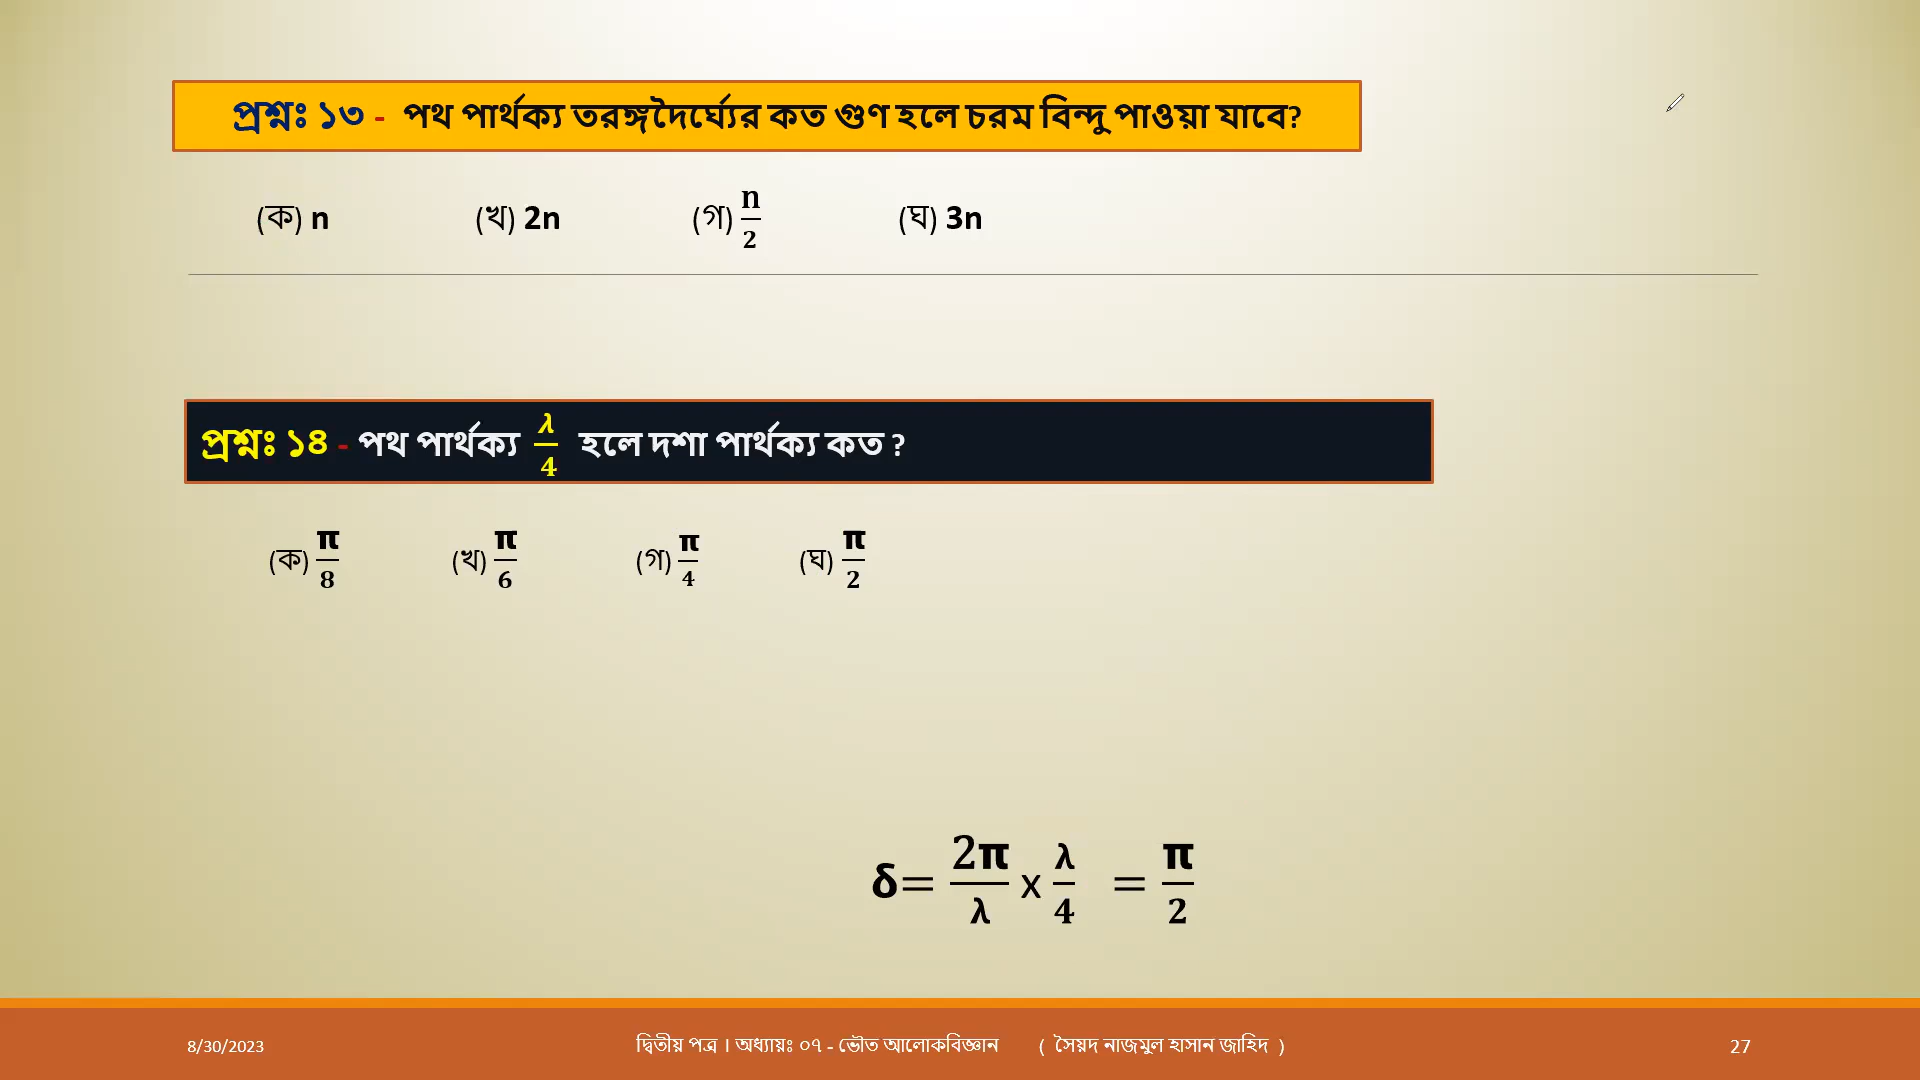 প্রশ্নঃ ১৩ - পথ পার্থক্য তরঙ্গদৈর্ঘ্যের কত গুণ হলে চরম বিন্দু পাওয়া যাবে?
(ক) n (খ) 2n (গ) n/2 (ঘ) 3n
প্রশ্নঃ ১৪ - পথ পার্থক্য λ/4 হলে দশা পার্থক্য কত ?
(ক) π/8 (খ) π/6 (গ) π/4 (ঘ) π/2
δ= 2π/λ x λ/4 = π/2
8/30/2023 দ্বিতীয় পত্র । অধ্যায়ঃ ০৭ - ভৌত আলোকবিজ্ঞান ( সৈয়দ নাজমুল হাসান জাহিদ ) 27